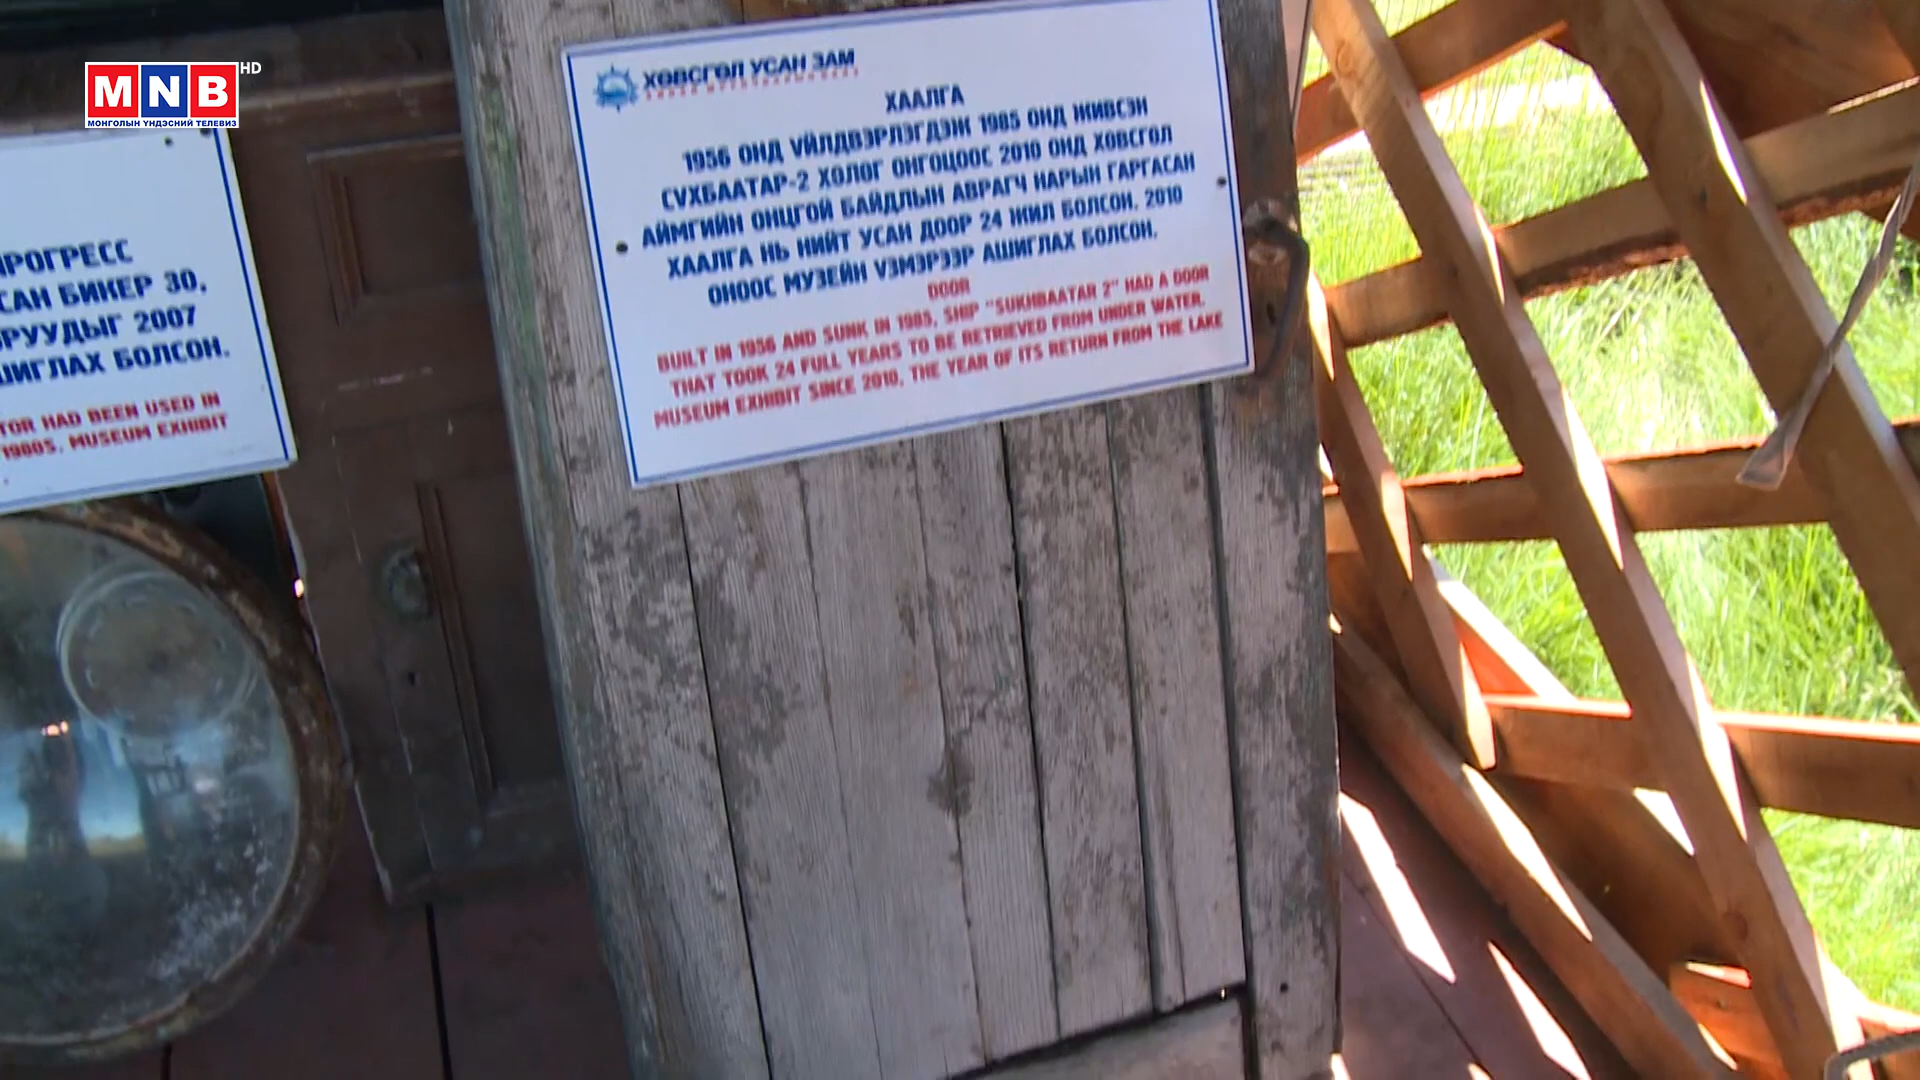 MNB HD
МОНГОЛЫН ҮНДЭСНИЙ ТЕЛЕВИЗ
ПРОГРЕСС
САН БИКЕР 30,
РУУДЫГ 2007
ШИГЛАХ БОЛСОН.
TOR HAD BEEN USED IN
1980S. MUSEUM EXHIBIT
ХӨВСГӨЛ УСАН ЗАМ
ХААЛГА
1956 ОНД ҮЙЛДВЭРЛЭГДЭЖ 1985 ОНД ЖИВСЭН
СҮХБААТАР-2 ХӨЛӨГ ОНГОЦООС 2010 ОНД ХӨВСГӨЛ
АЙМГИЙН ОНЦГОЙ БАЙДЛЫН АВРАГЧ НАРЫН ГАРГАСАН
ХААЛГА НЬ НИЙТ УСАН ДООР 24 ЖИЛ БОЛСОН. 2010
ОНООС МУЗЕЙН ҮЗМЭРЭЭР АШИГЛАХ БОЛСОН.
DOOR
BUILT IN 1956 AND SUNK IN 1985, SHIP "SUKHBAATAR 2" HAD A DOOR
THAT TOOK 24 FULL YEARS TO BE RETRIEVED FROM UNDER WATER.
MUSEUM EXHIBIT SINCE 2010, THE YEAR OF ITS RETURN FROM THE LAKE